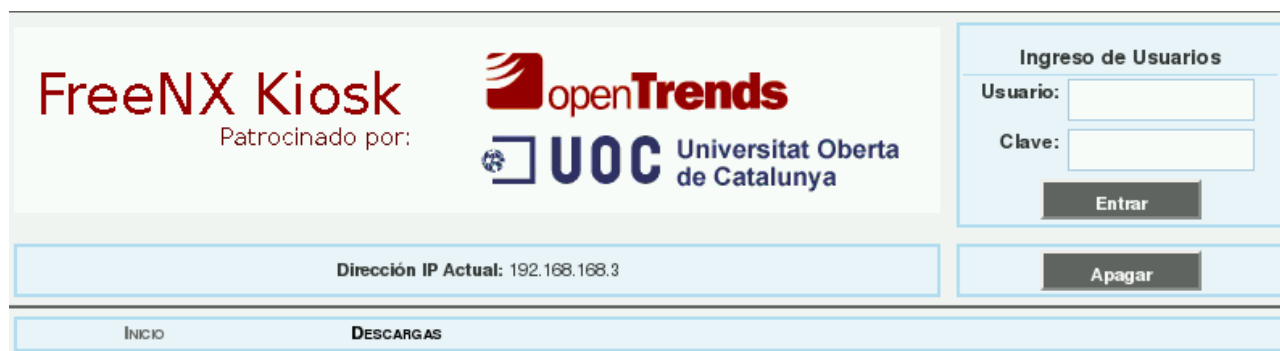 FreeNX Kiosk
Patrocinado por:
openTrends
UOC Universitat Oberta
de Catalunya
Ingreso de Usuarios
Usuario:
Clave:
Entrar
Dirección IP Actual: 192.168.168.3
Apagar
INICIO
DESCARGAS